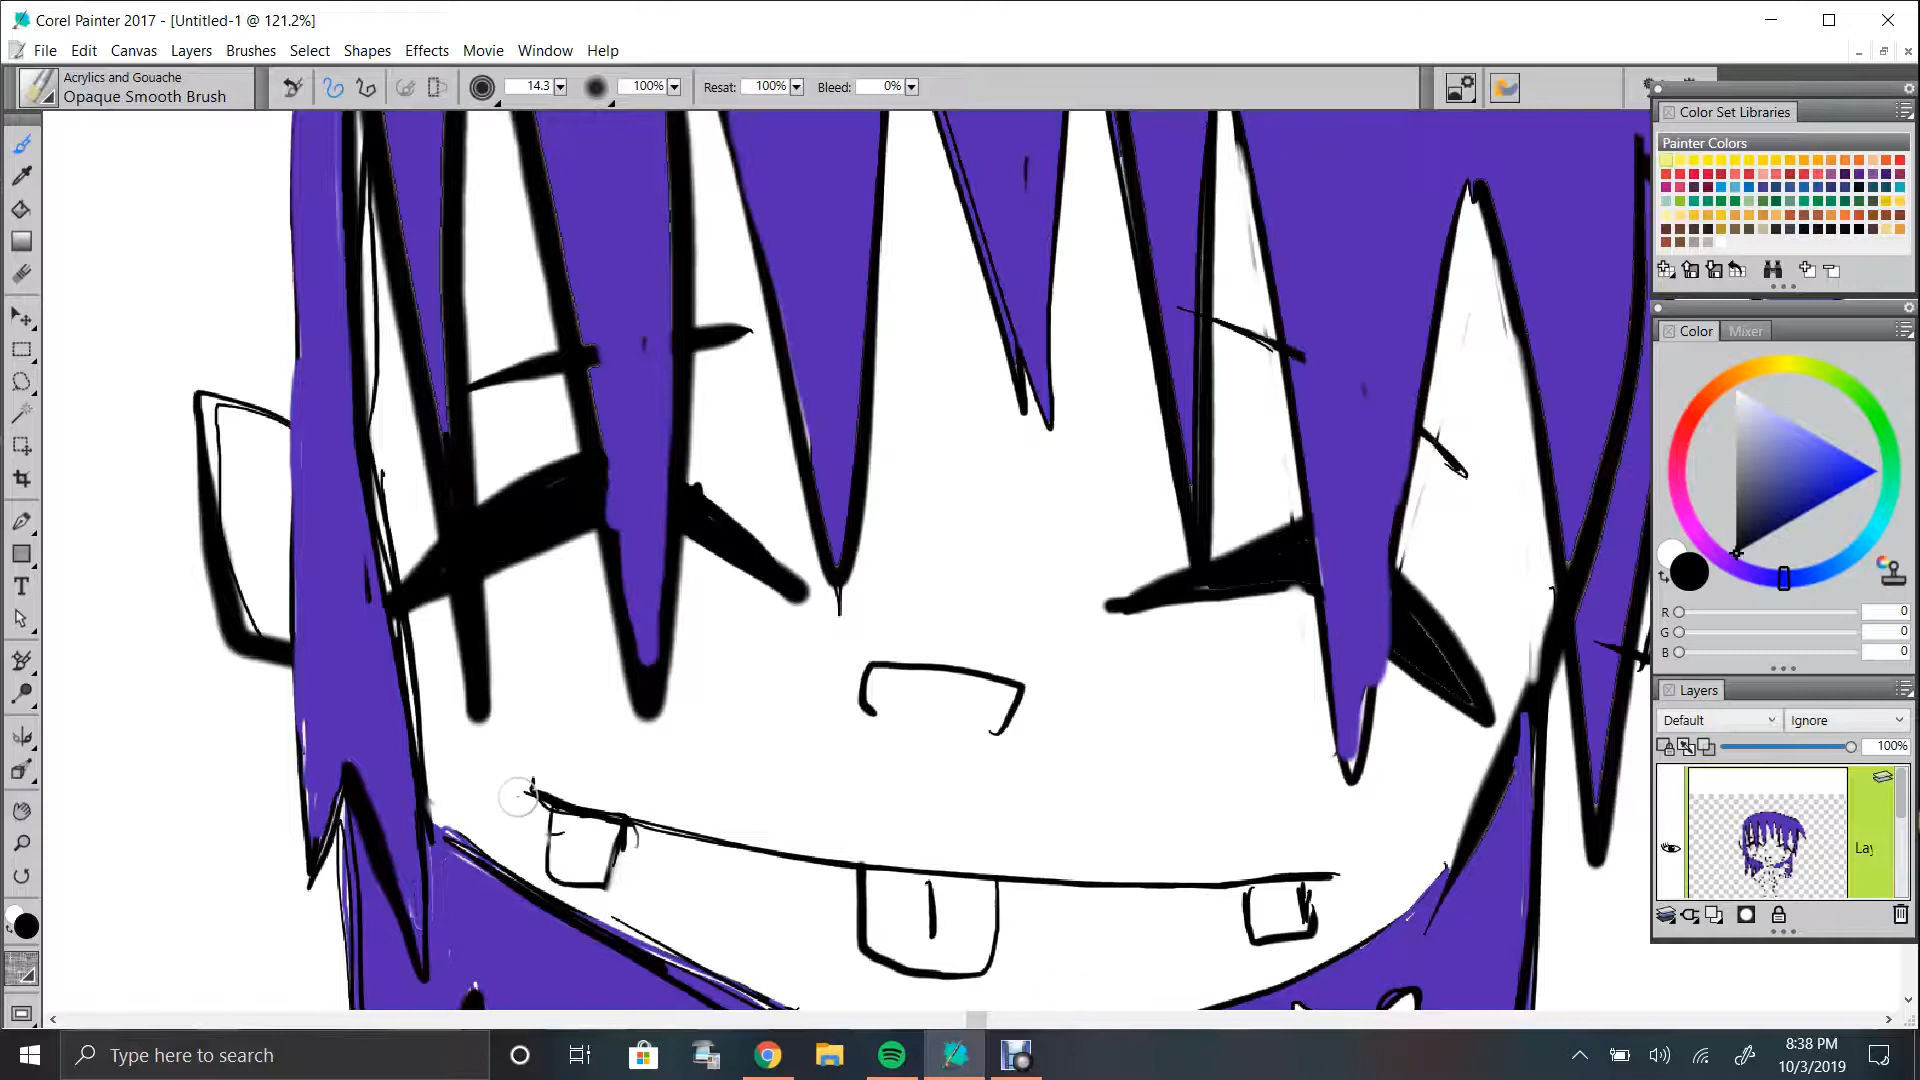 Corel Painter 2017 - [Untitled-1 @ 121.2%]
File Edit Canvas Layers Brushes Select Shapes Effects Movie Window Help
Acrylics and Gouache
Opaque Smooth Brush
14.3
100%
Resat: 100%
Bleed: 0%
Color Set Libraries
Painter Colors
Color Mixer
R 0
G 0
B 0
Layers
Default Ignore
100%
Lay
T
Type here to search
8:38 PM
10/3/2019